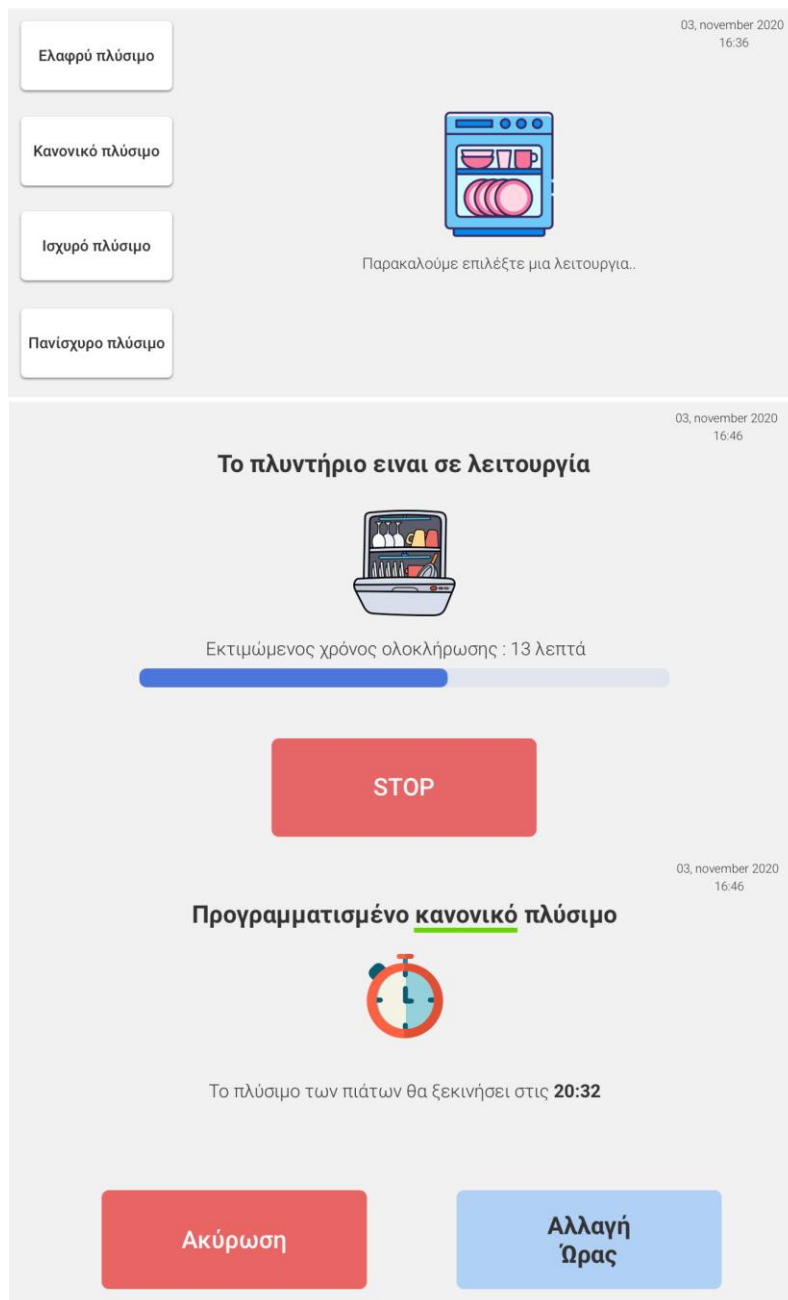 03, november 2020
16:36
Ελαφρύ πλύσιμο
Κανονικό πλύσιμο
Ισχυρό πλύσιμο
Πανίσχυρο πλύσιμο
Παρακαλούμε επιλέξτε μια λειτουργια..
03, november 2020
16:46
Το πλυντήριο ειναι σε λειτουργία
Εκτιμώμενος χρόνος ολοκλήρωσης : 13 λεπτά
STOP
03, november 2020
16:46
Προγραμματισμένο κανονικό πλύσιμο
Το πλύσιμο των πιάτων θα ξεκινήσει στις 20:32
Ακύρωση
Αλλαγή
Ώρας